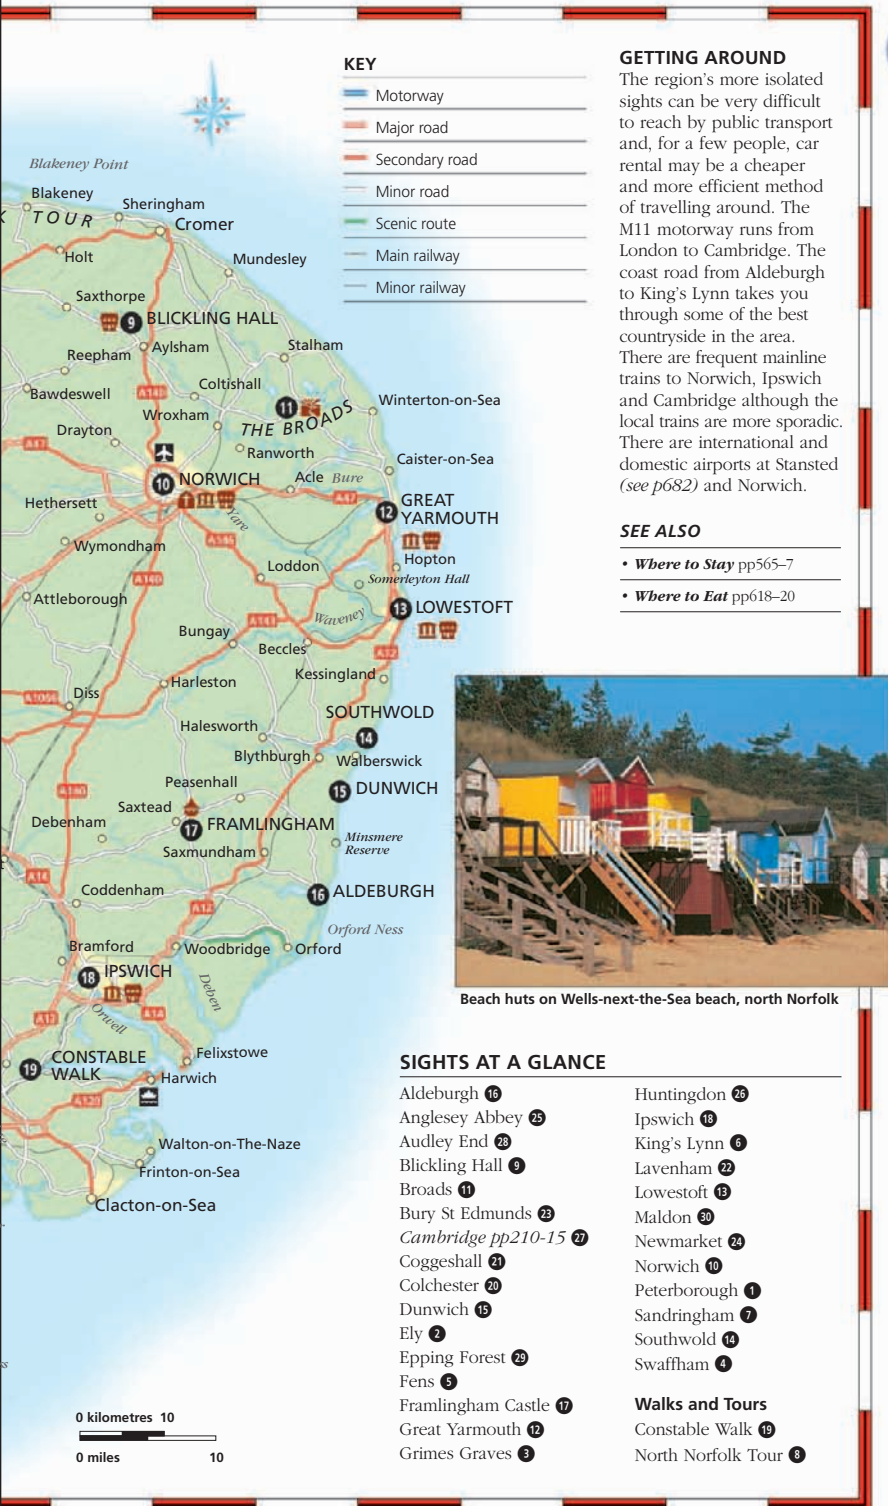 KEY
Motorway
Major road
Secondary road
Minor road
Scenic route
Main railway
Minor railway
GETTING AROUND
The region's more isolated
sights can be very difficult
to reach by public transport
and, for a few people, car
rental may be a cheaper
and more efficient method
of travelling around. The
M11 motorway runs from
London to Cambridge. The
coast road from Aldeburgh
to King's Lynn takes you
through some of the best
countryside in the area.
There are frequent mainline
trains to Norwich, Ipswich
and Cambridge although the
local trains are more sporadic.
There are international and
domestic airports at Stansted
(see p682) and Norwich.
SEE ALSO
• Where to Stay pp565–7
• Where to Eat pp618–20
Blakeney Point
Blakeney
TOUR
Sheringham
Cromer
Holt
Mundesley
Saxthorpe
9 BLICKLING HALL
Aylsham
Stalham
Reepham
Bawdeswell
A140
Coltishall
11
THE BROADS
Winterton-on-Sea
Wroxham
Drayton
A47
Ranworth
Caister-on-Sea
10 NORWICH
Acle
Bure
A47
Hethersett
Yare
12 GREAT
YARMOUTH
Wymondham
A146
Hopton
Loddon
Somerleyton Hall
A140
Attleborough
A143
Waveney
13 LOWESTOFT
Bungay
Beccles
A12
Kessingland
Harleston
Diss
A1066
SOUTHWOLD
14
Halesworth
Blythburgh
Walberswick
Peasenhall
15 DUNWICH
Saxtead
Debenham
17 FRAMLINGHAM
Minsmere
Reserve
Saxmundham
A14
Coddenham
A12
16 ALDEBURGH
Orford Ness
Bramford
Woodbridge
Orford
18 IPSWICH
Deben
Orwell
A14
A12
19 CONSTABLE
WALK
Felixstowe
Harwich
A120
Walton-on-The-Naze
Frinton-on-Sea
Clacton-on-Sea
0 kilometres 10
0 miles 10
Beach huts on Wells-next-the-Sea beach, north Norfolk
SIGHTS AT A GLANCE
Aldeburgh 16
Anglesey Abbey 25
Audley End 28
Blickling Hall 9
Broads 11
Bury St Edmunds 23
Cambridge pp210-15 27
Coggeshall 21
Colchester 20
Dunwich 15
Ely 2
Epping Forest 29
Fens 5
Framlingham Castle 17
Great Yarmouth 12
Grimes Graves 3
Huntingdon 26
Ipswich 18
King's Lynn 6
Lavenham 22
Lowestoft 13
Maldon 30
Newmarket 24
Norwich 10
Peterborough 1
Sandringham 7
Southwold 14
Swaffham 4
Walks and Tours
Constable Walk 19
North Norfolk Tour 8